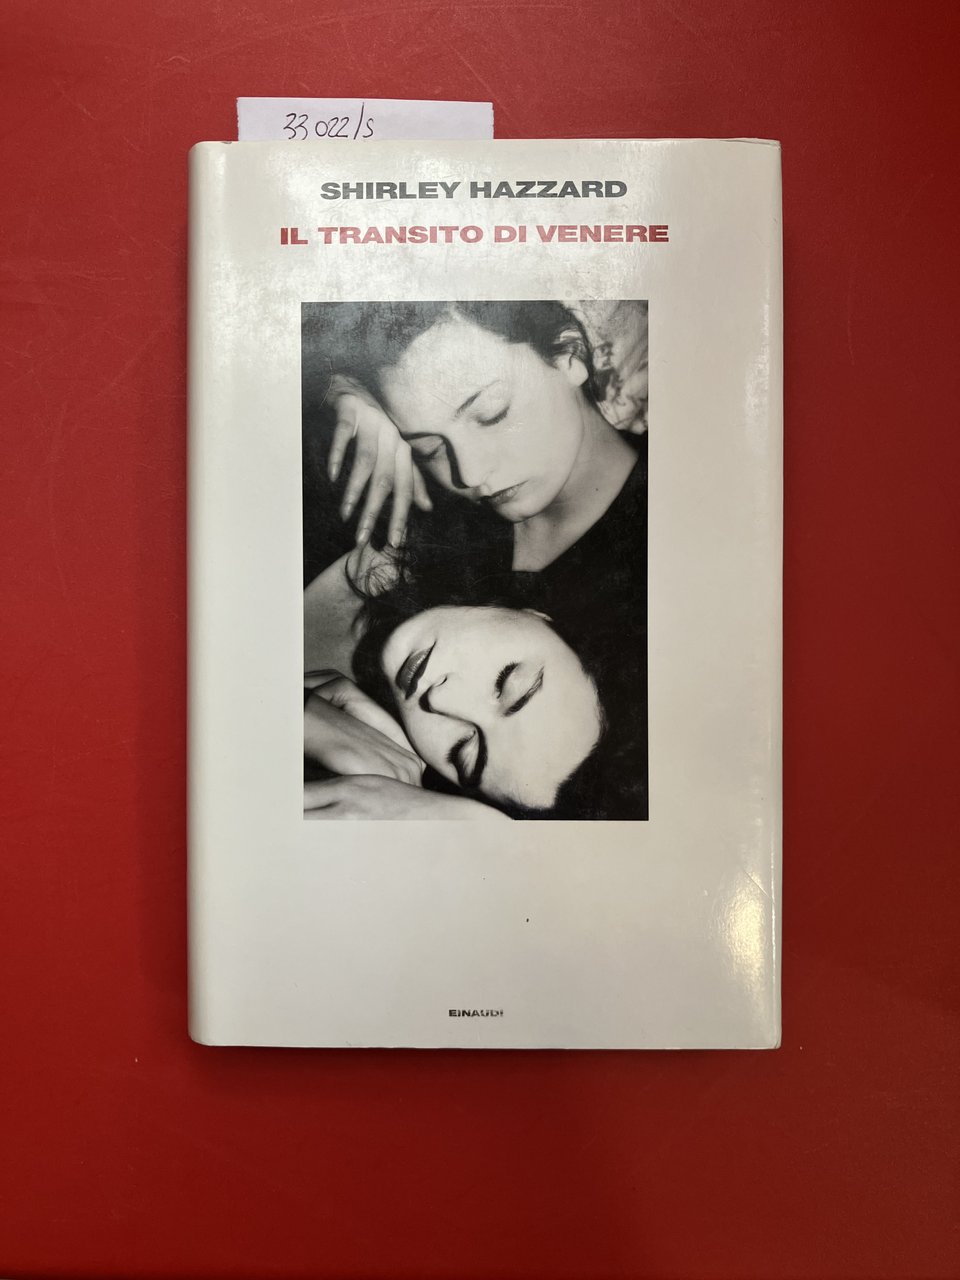 33022/s
SHIRLEY HAZZARD
IL TRANSITO DI VENERE
EINAUDI